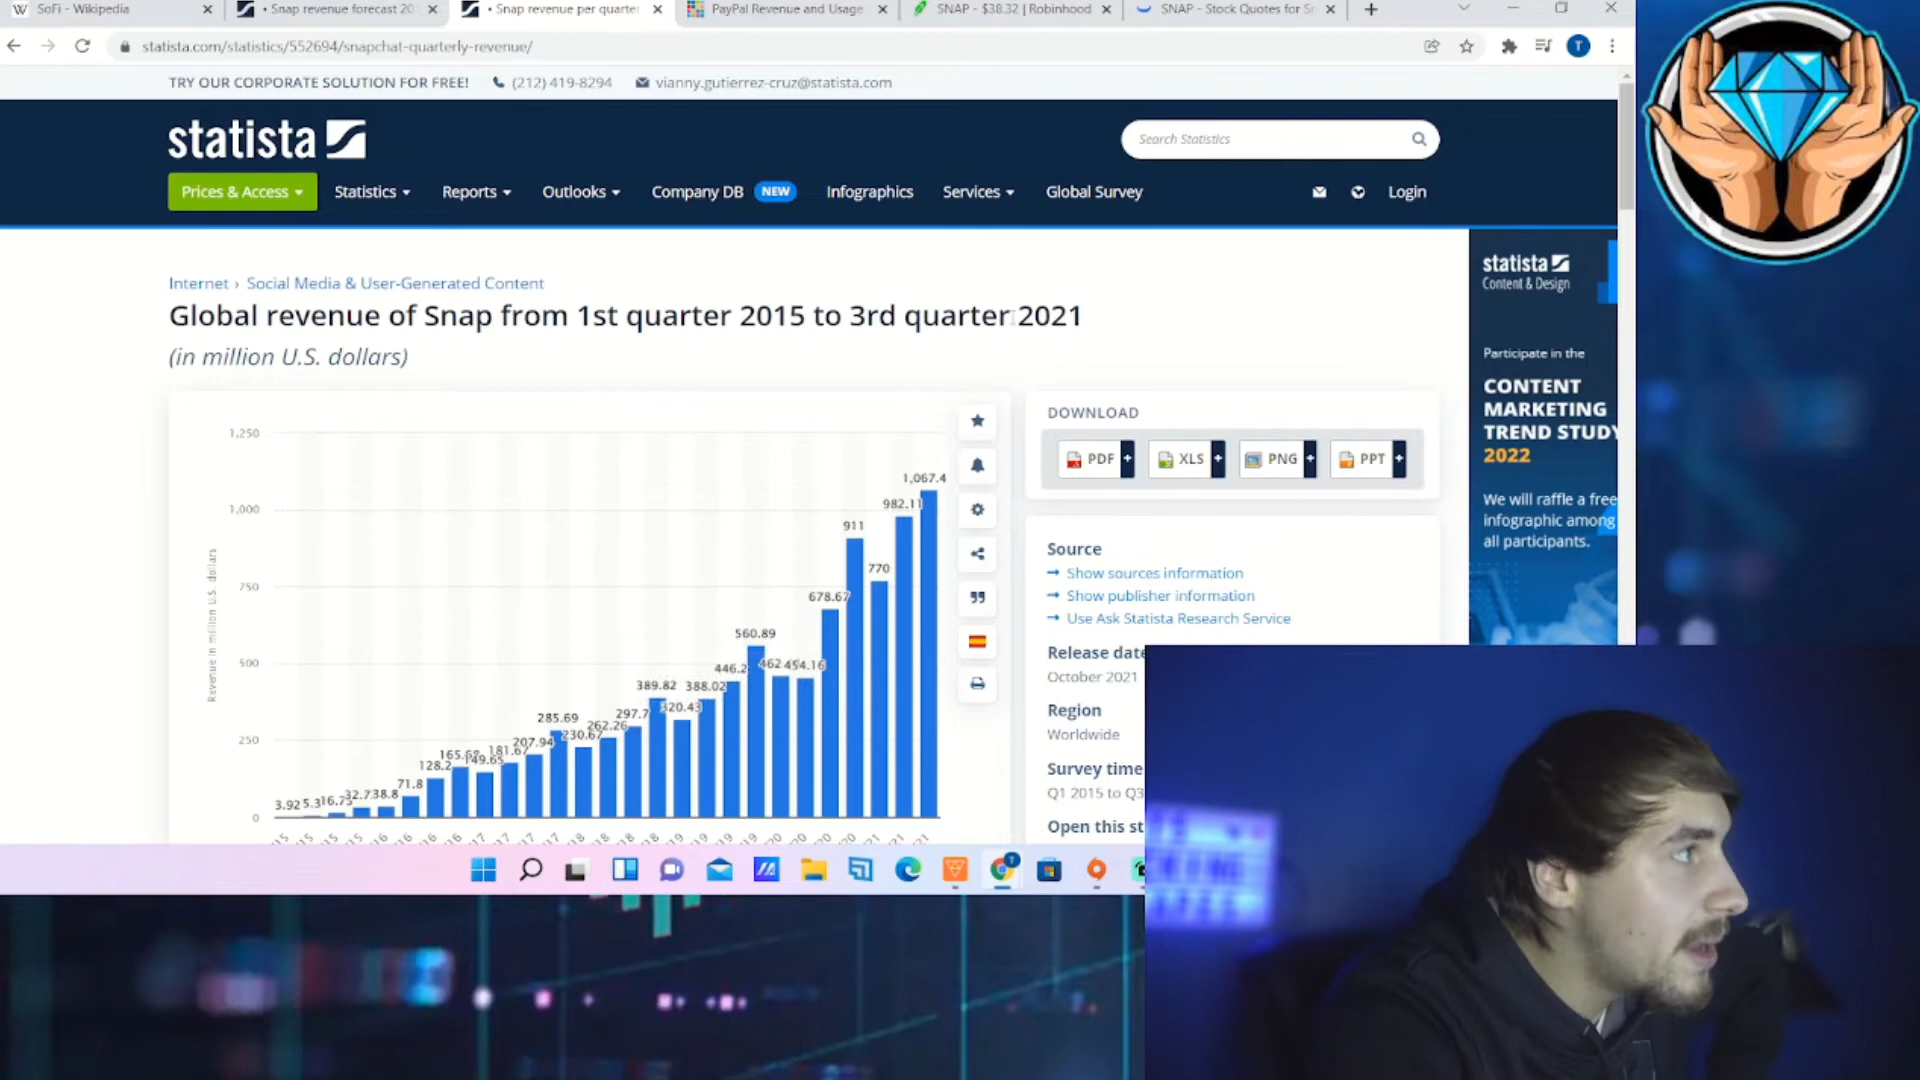 SoFi - Wikipedia
• Snap revenue forecast 20
• Snap revenue per quarter
PayPal Revenue and Usage
SNAP - $38.32 | Robinhood
SNAP - Stock Quotes for Sn
statista.com/statistics/552694/snapchat-quarterly-revenue/
T
TRY OUR CORPORATE SOLUTION FOR FREE!
(212) 419-8294
vianny.gutierrez-cruz@statista.com
statista
Search Statistics
Prices & Access
Statistics
Reports
Outlooks
Company DB
NEW
Infographics
Services
Global Survey
Login
Internet › Social Media & User-Generated Content
Global revenue of Snap from 1st quarter 2015 to 3rd quarter 2021
(in million U.S. dollars)
Revenue in million U.S. dollars
1,250
1,000
750
500
250
0
3.92
5.3
16.75
32.7
38.8
71.8
128.2
165.68
149.65
181.67
207.94
285.69
230.67
262.26
297.7
389.82
320.43
388.02
446.2
560.89
462
454.16
678.67
911
770
982.11
1,067.4
DOWNLOAD
PDF +
XLS +
PNG +
PPT +
Source
→ Show sources information
→ Show publisher information
→ Use Ask Statista Research Service
Release date
October 2021
Region
Worldwide
Survey time
Q1 2015 to Q3
Open this st
statista
Content & Design
Participate in the
CONTENT
MARKETING
TREND STUDY
2022
We will raffle a free
infographic among
all participants.